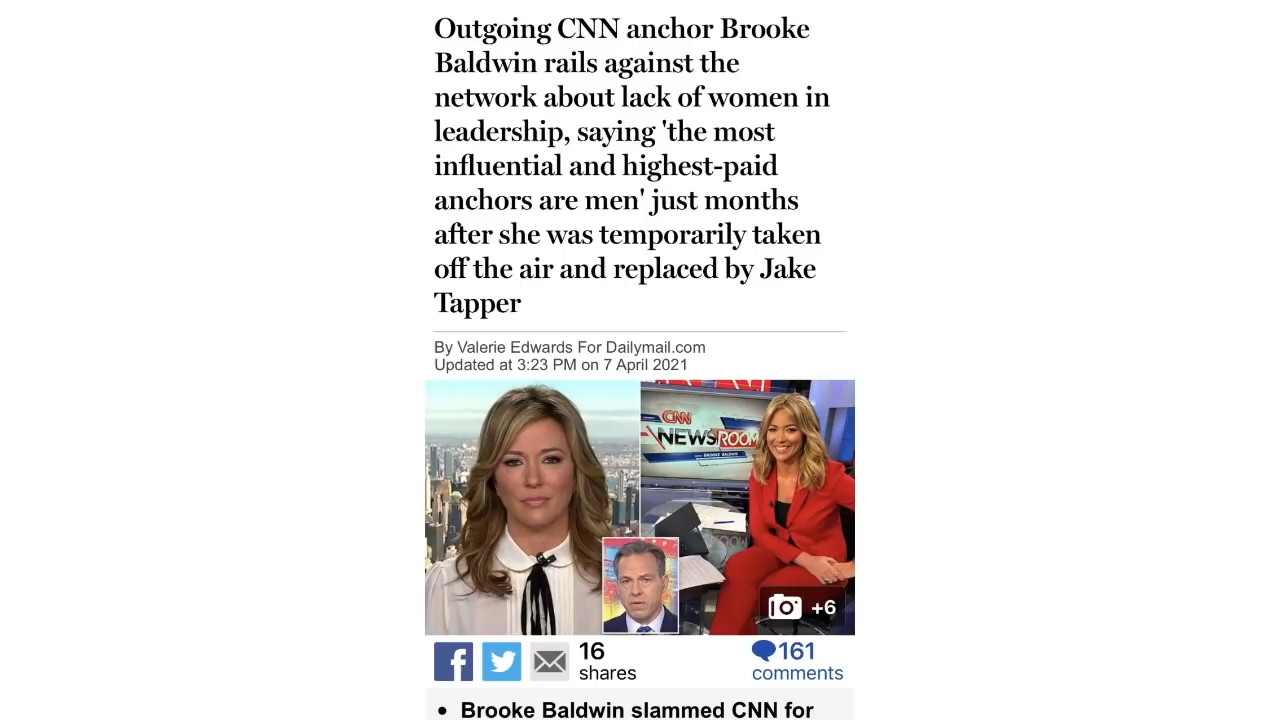 Outgoing CNN anchor Brooke
Baldwin rails against the
network about lack of women in
leadership, saying 'the most
influential and highest-paid
anchors are men' just months
after she was temporarily taken
off the air and replaced by Jake
Tapper
By Valerie Edwards For Dailymail.com
Updated at 3:23 PM on 7 April 2021
CNN
NEWSROOM
BROOKE BALDWIN
+6
16
shares
161
comments
• Brooke Baldwin slammed CNN for